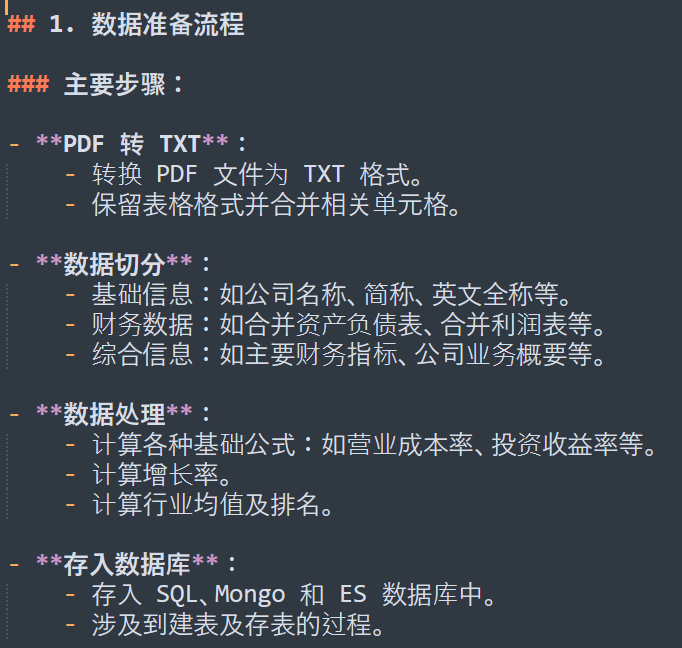 ## 1. 数据准备流程
### 主要步骤：
- **PDF 转 TXT**：
- 转换 PDF 文件为 TXT 格式。
- 保留表格格式并合并相关单元格。
- **数据切分**：
- 基础信息：如公司名称、简称、英文全称等。
- 财务数据：如合并资产负债表、合并利润表等。
- 综合信息：如主要财务指标、公司业务概要等。
- **数据处理**：
- 计算各种基础公式：如营业成本率、投资收益率等。
- 计算增长率。
- 计算行业均值及排名。
- **存入数据库**：
- 存入 SQL、Mongo 和 ES 数据库中。
- 涉及到建表及存表的过程。